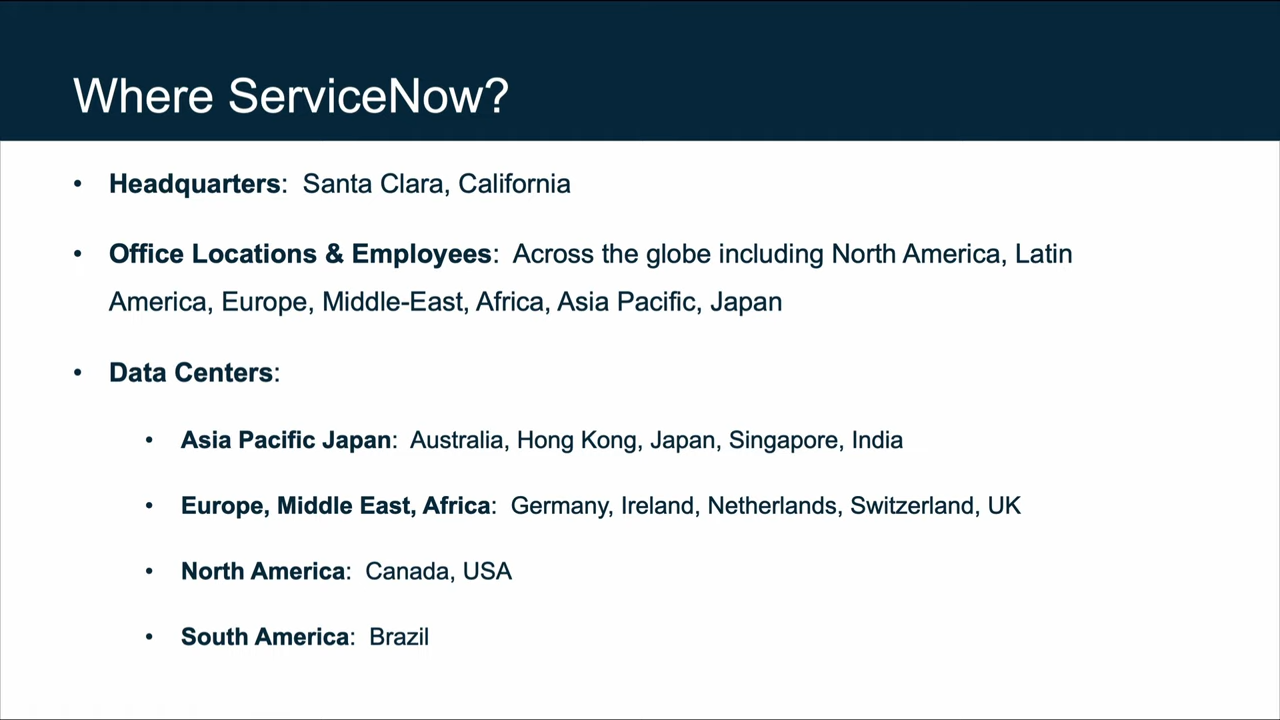 Where ServiceNow?
• Headquarters: Santa Clara, California
• Office Locations & Employees: Across the globe including North America, Latin
America, Europe, Middle-East, Africa, Asia Pacific, Japan
• Data Centers:
• Asia Pacific Japan: Australia, Hong Kong, Japan, Singapore, India
• Europe, Middle East, Africa: Germany, Ireland, Netherlands, Switzerland, UK
• North America: Canada, USA
• South America: Brazil